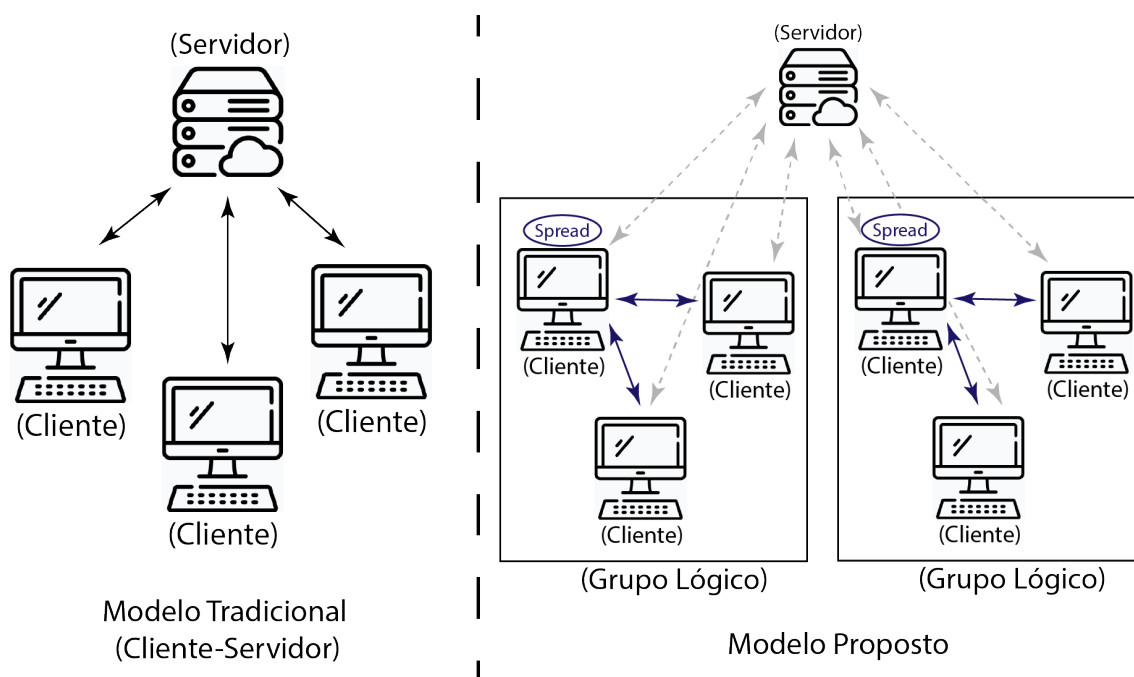 (Servidor)
(Cliente)
(Cliente)
(Cliente)
Modelo Tradicional
(Cliente-Servidor)
(Servidor)
Spread
(Cliente)
(Cliente)
(Cliente)
(Grupo Lógico)
Spread
(Cliente)
(Cliente)
(Cliente)
(Grupo Lógico)
Modelo Proposto